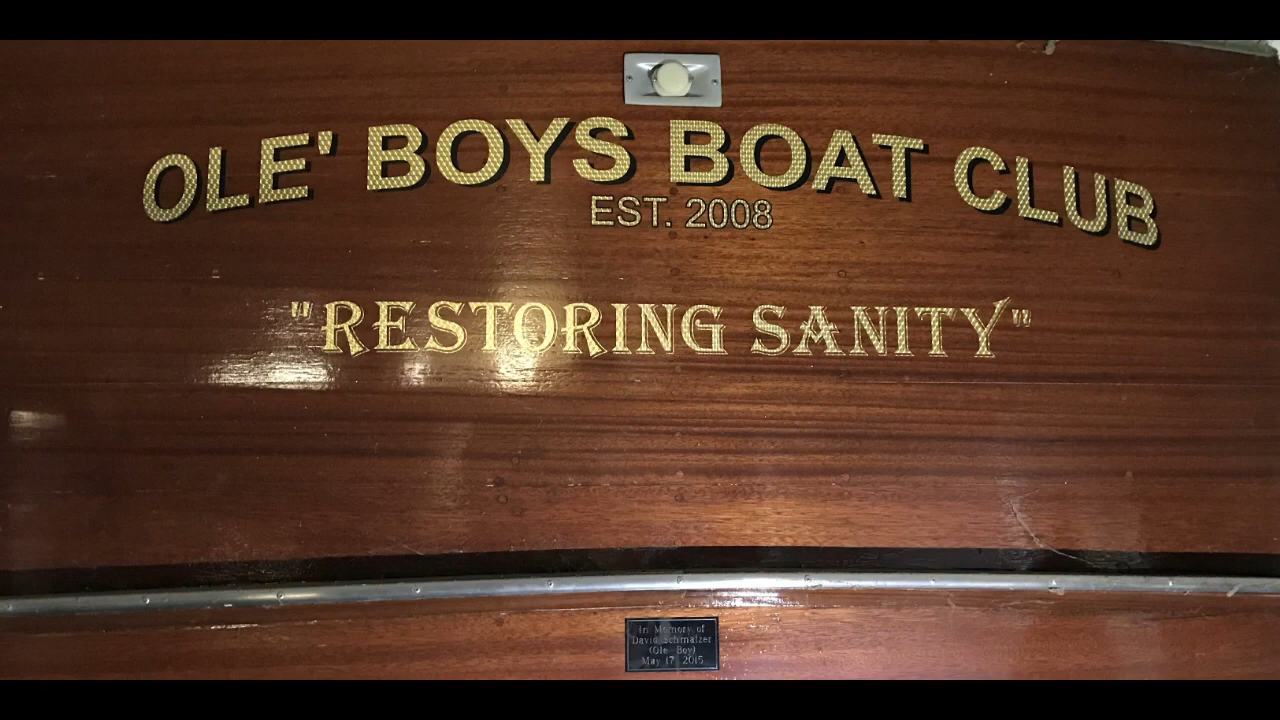 OLE' BOYS BOAT CLUB
EST. 2008
"RESTORING SANITY"
In Memory of
David Schmalzer
(Ole Boy)
May 17 2015